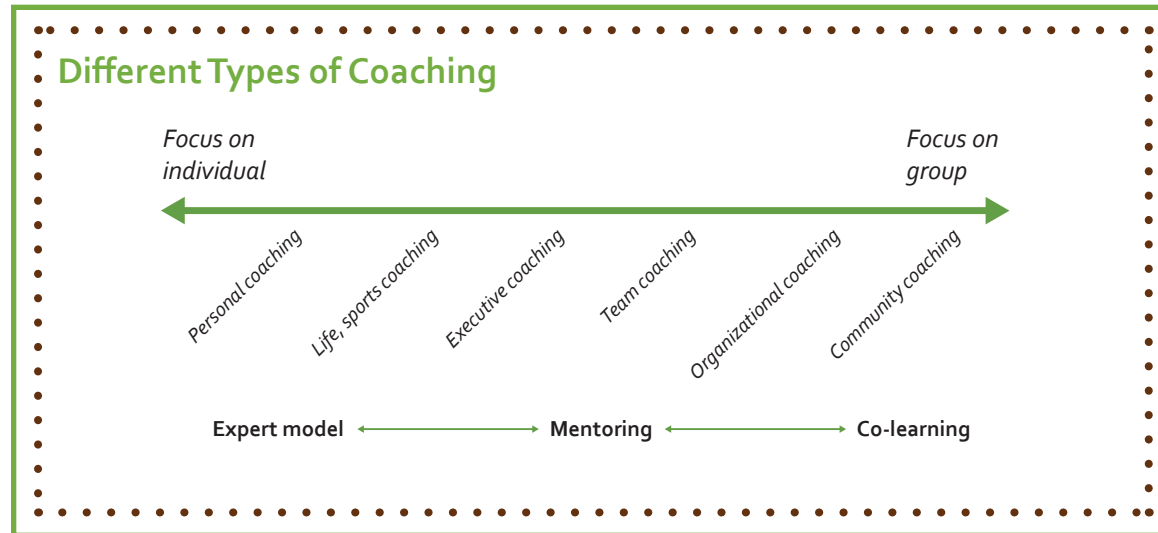 Different Types of Coaching
Focus on
individual
Focus on
group
Personal coaching
Life, sports coaching
Executive coaching
Team coaching
Organizational coaching
Community coaching
Expert model
Mentoring
Co-learning